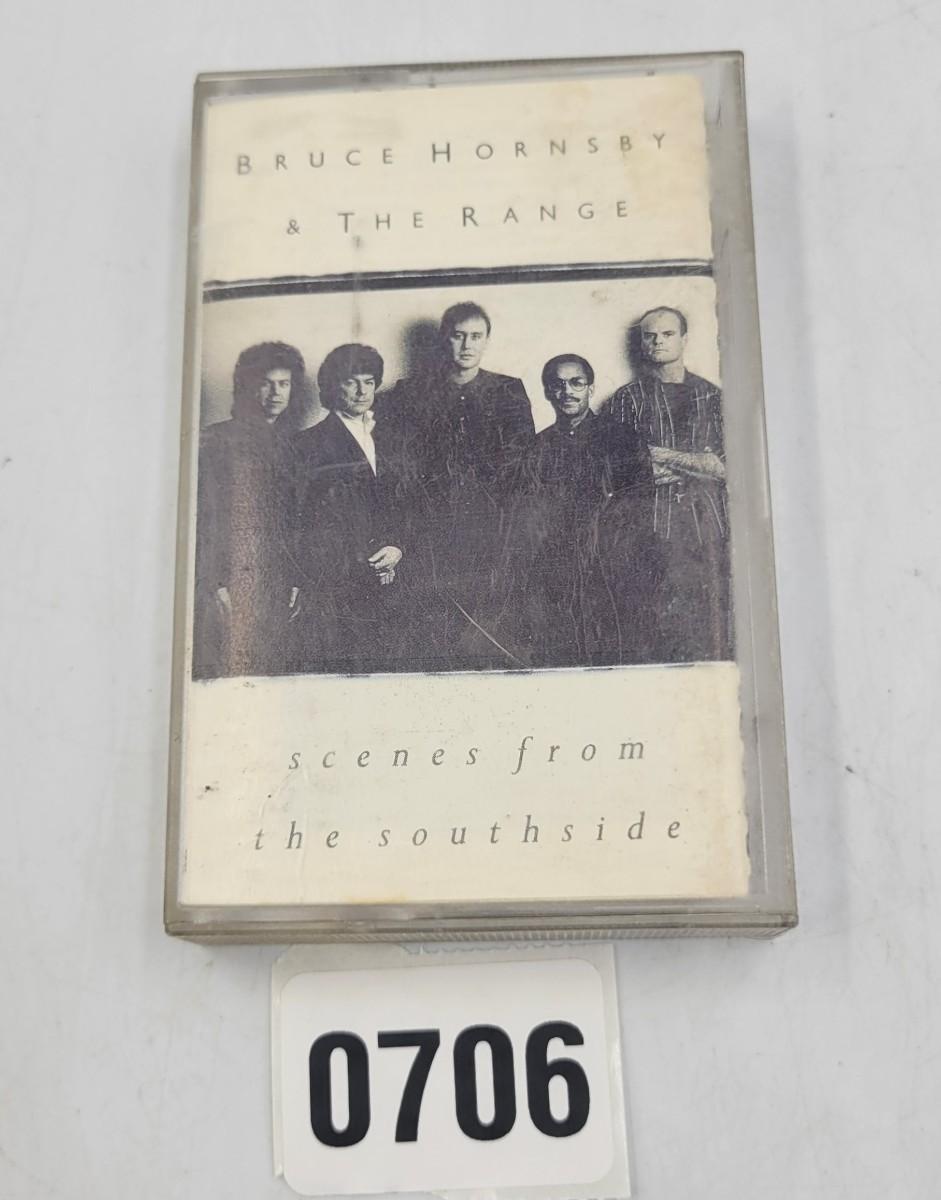 BRUCE HORNSBY
& THE RANGE
scenes from
the southside
0706